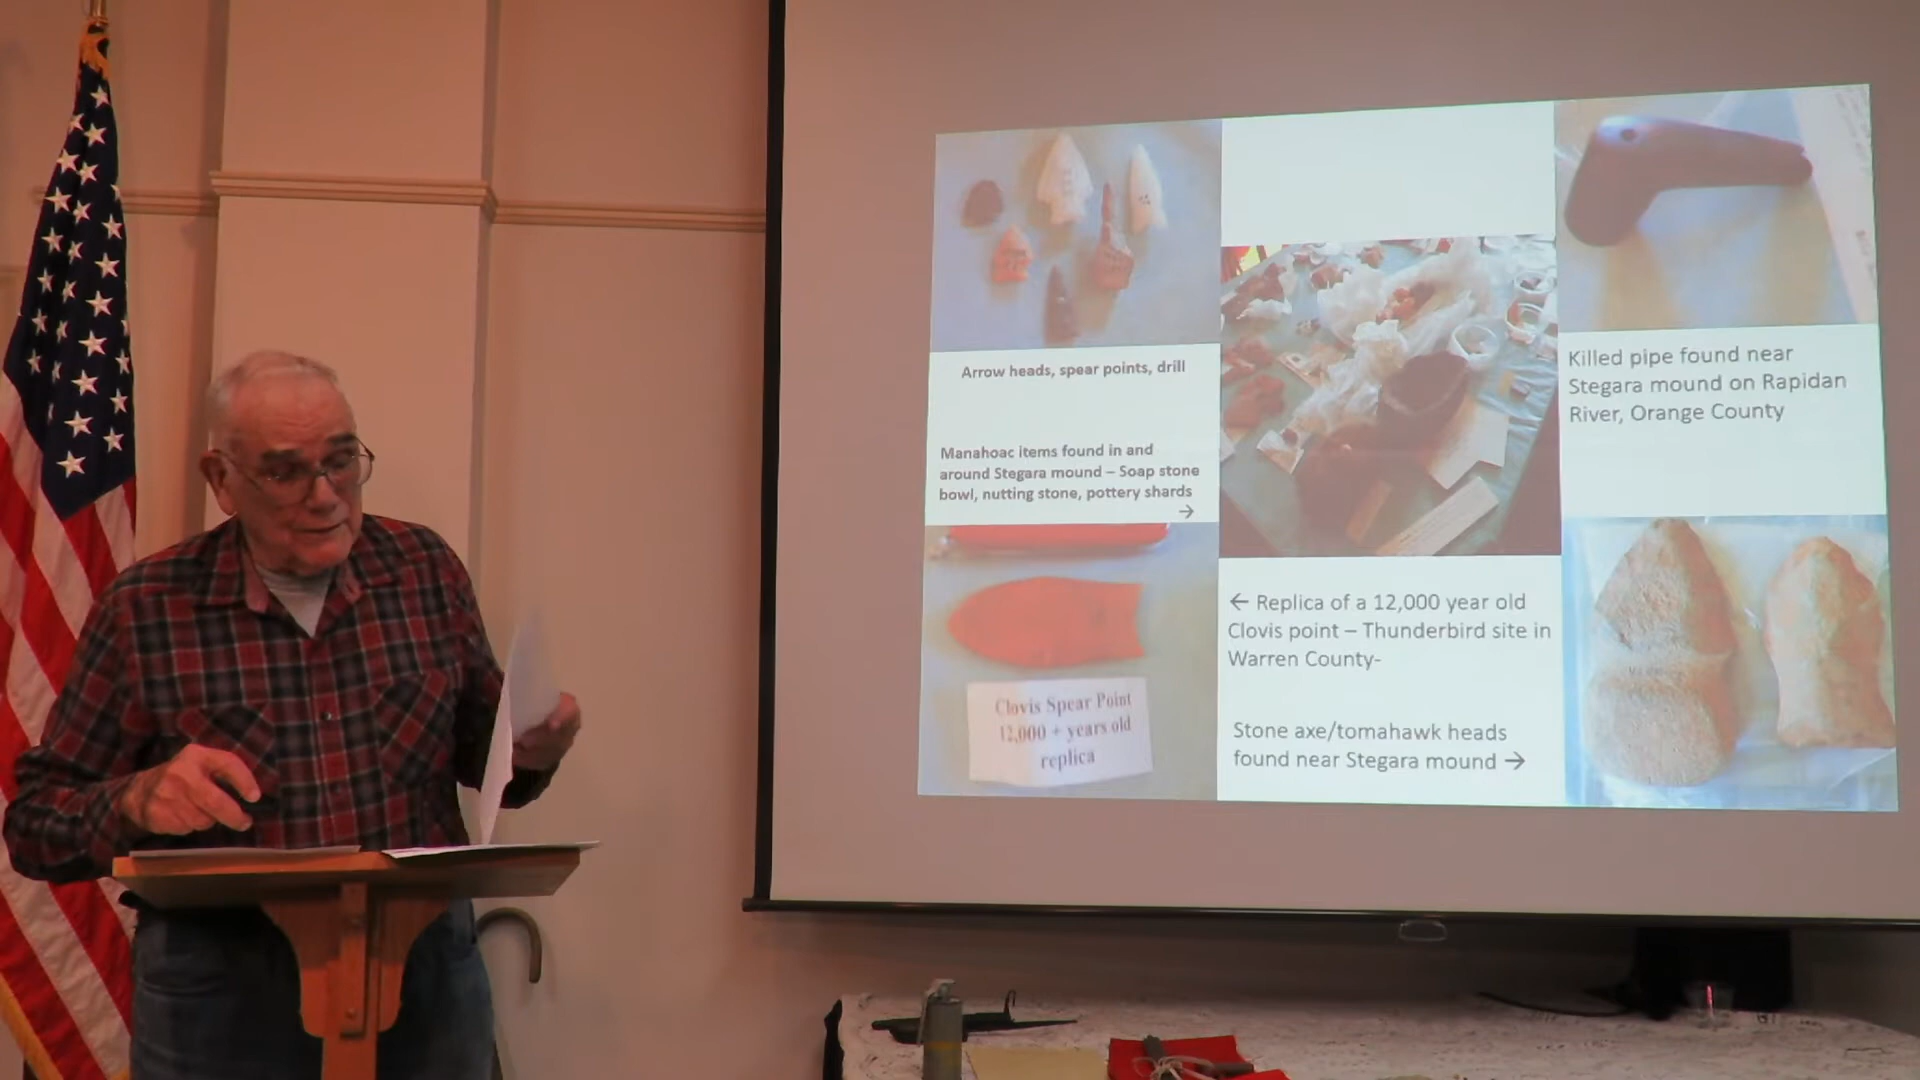 Arrow heads, spear points, drill
Manahoac items found in and
around Stegara mound – Soap stone
bowl, nutting stone, pottery shards
→
Clovis Spear Point
12,000 + years old
replica
← Replica of a 12,000 year old
Clovis point – Thunderbird site in
Warren County-
Stone axe/tomahawk heads
found near Stegara mound →
Killed pipe found near
Stegara mound on Rapidan
River, Orange County